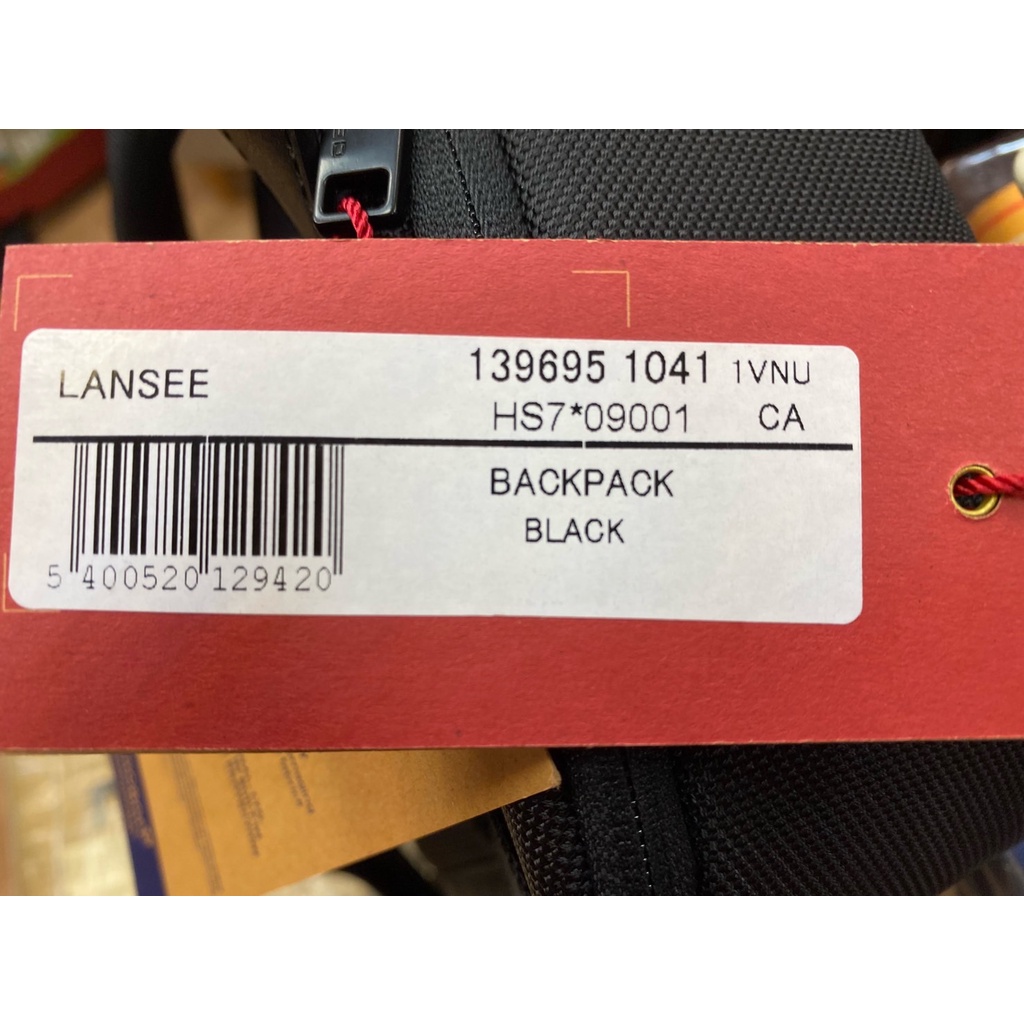 LANSEE
139695 1041 1VNU
HS7*09001 CA
BACKPACK
BLACK
5 400520 129420